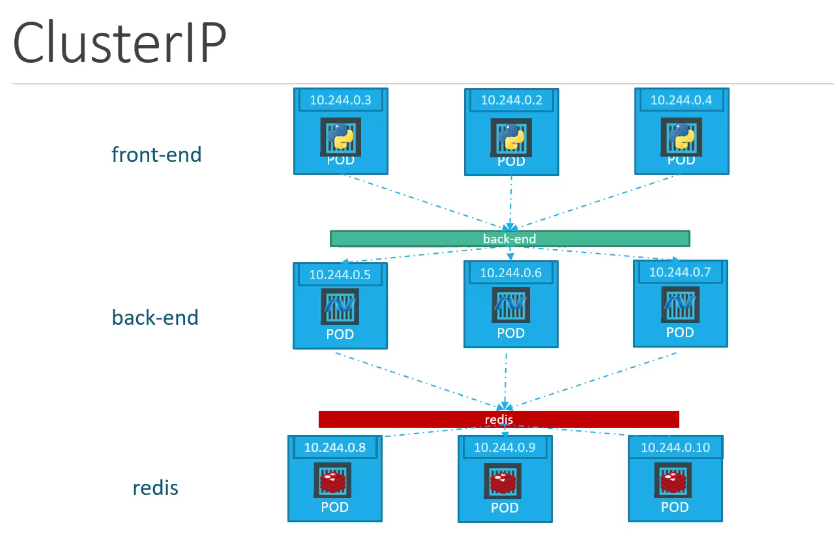 ClusterIP
front-end
10.244.0.3
10.244.0.2
10.244.0.4
POD
POD
POD
back-end
back-end
10.244.0.5
10.244.0.6
10.244.0.7
POD
POD
POD
redis
redis
10.244.0.8
10.244.0.9
10.244.0.10
POD
POD
POD